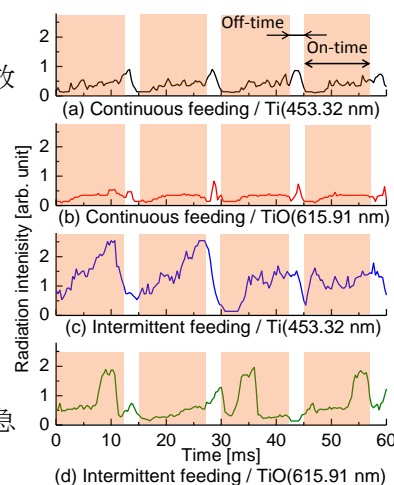 2
Off-time
On-time
1
0
(a) Continuous feeding / Ti(453.32 nm)
2
1
0
(b) Continuous feeding / TiO(615.91 nm)
Radiation intenisity [arb. unit]
2
1
0
(c) Intermittent feeding / Ti(453.32 nm)
2
1
0
0 10 20 30 40 50 60
Time [ms]
(d) Intermittent feeding / TiO(615.91 nm)